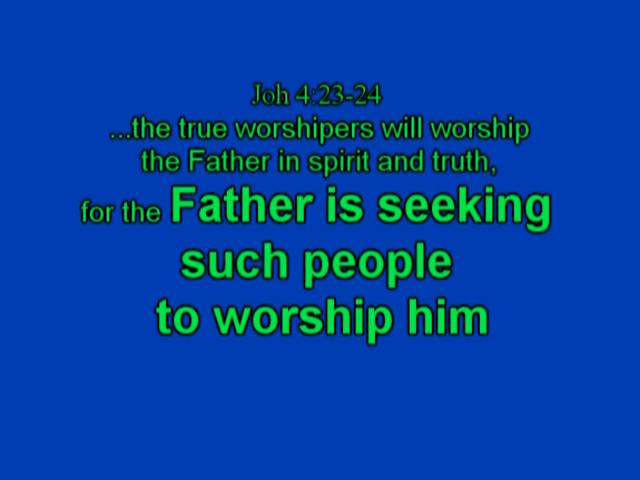 Joh 4:23-24
...the true worshipers will worship
the Father in spirit and truth,
for the Father is seeking
such people
to worship him